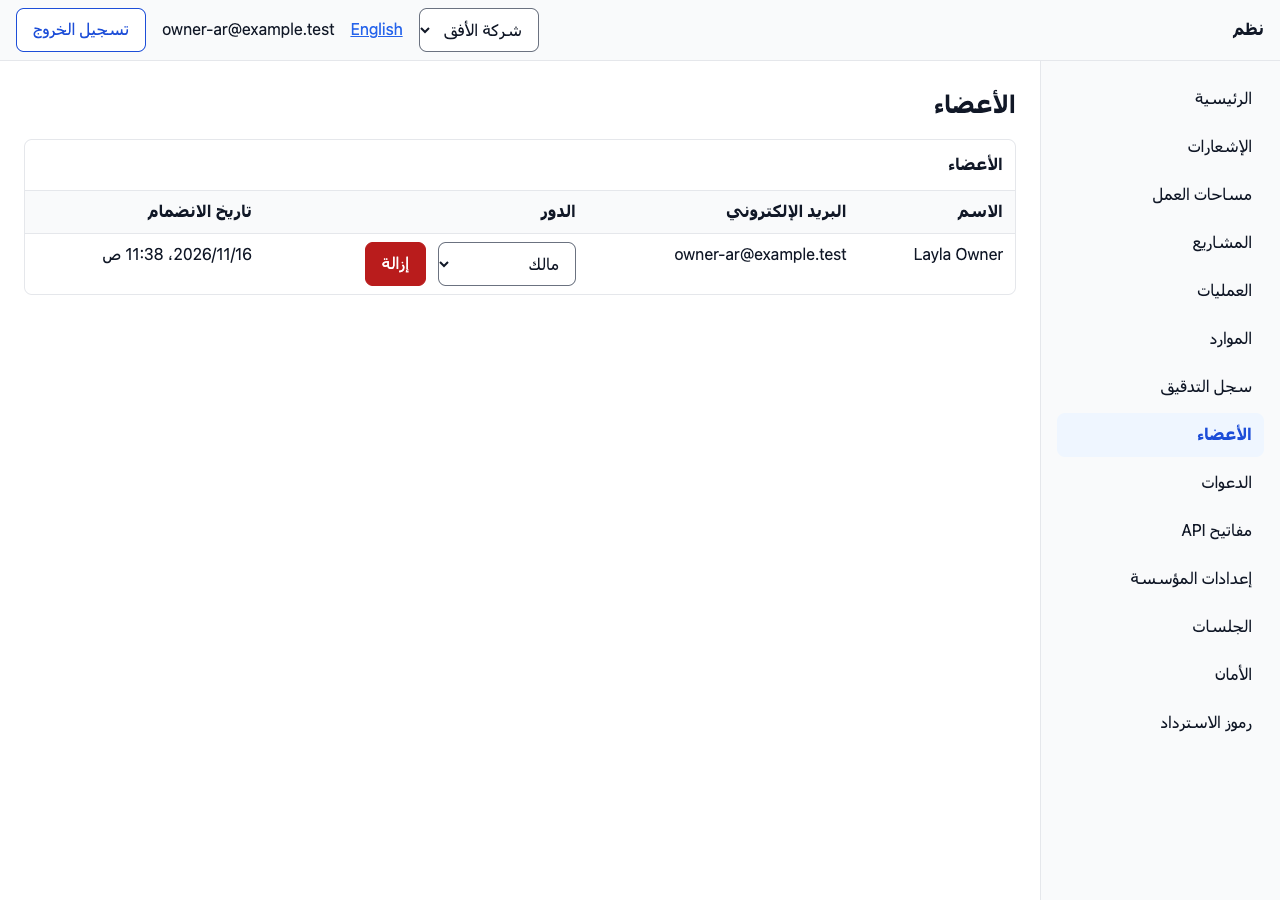 نظم
شركة الأفق
English
owner-ar@example.test
تسجيل الخروج
الرئيسية
الإشعارات
مساحات العمل
المشاريع
العمليات
الموارد
سجل التدقيق
الأعضاء
الدعوات
مفاتيح API
إعدادات المؤسسة
الجلسات
الأمان
رموز الاسترداد
الأعضاء
الأعضاء
الاسم البريد الإلكتروني الدور تاريخ الانضمام
Layla Owner owner-ar@example.test مالك إزالة 2026/11/16، 11:38 ص